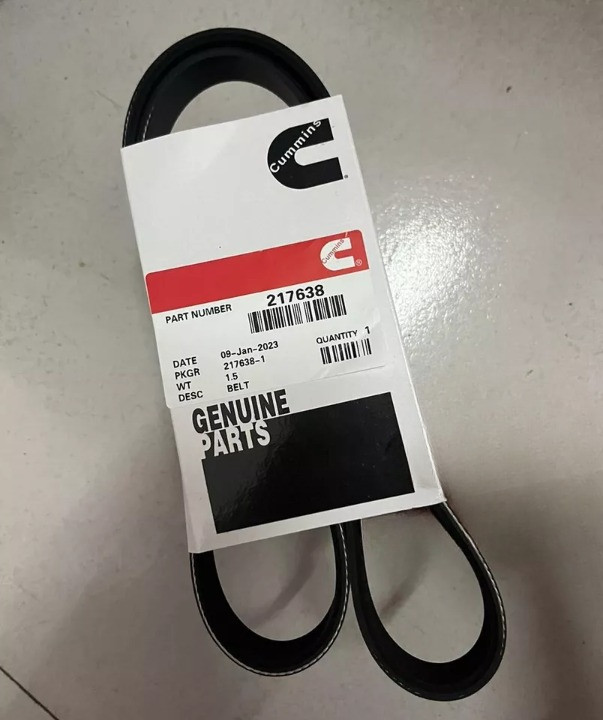 Cummins
Cummins
®
PART NUMBER 217638
DATE 09-Jan-2023
QUANTITY 1
PKGR 217638-1
WT 1.5
DESC BELT
GENUINE
PARTS